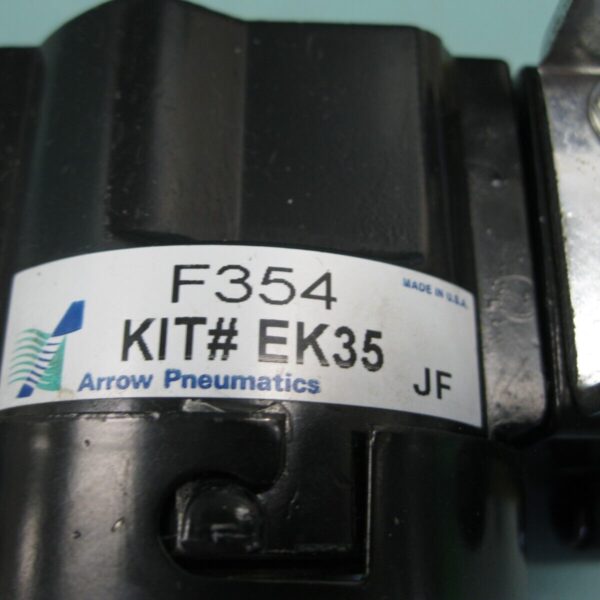 F354
MADE IN U.S.A.
KIT# EK35
Arrow Pneumatics
JF